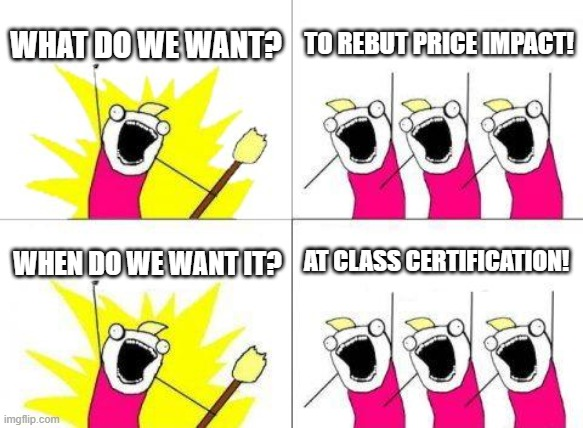 WHAT DO WE WANT?
TO REBUT PRICE IMPACT!
WHEN DO WE WANT IT?
AT CLASS CERTIFICATION!
imgflip.com